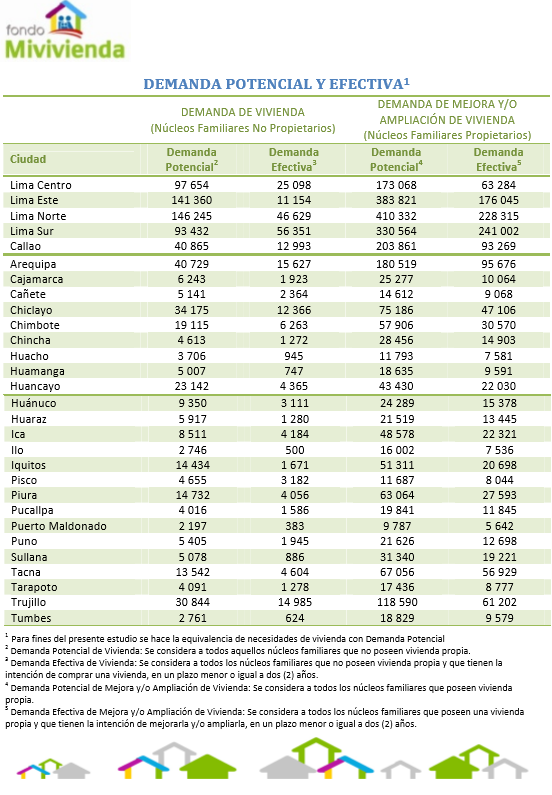 fondo
Mivivienda
DEMANDA POTENCIAL Y EFECTIVA¹
DEMANDA DE VIVIENDA
(Núcleos Familiares No Propietarios)
DEMANDA DE MEJORA Y/O
AMPLIACIÓN DE VIVIENDA
(Núcleos Familiares Propietarios)
Ciudad Demanda Potencial² Demanda Efectiva³ Demanda Potencial⁴ Demanda Efectiva⁵
Lima Centro 97 654 25 098 173 068 63 284
Lima Este 141 360 11 154 383 821 176 045
Lima Norte 146 245 46 629 410 332 228 315
Lima Sur 93 432 56 351 330 564 241 002
Callao 40 865 12 993 203 861 93 269
Arequipa 40 729 15 627 180 519 95 676
Cajamarca 6 243 1 923 25 277 10 064
Cañete 5 141 2 364 14 612 9 068
Chiclayo 34 175 12 366 75 186 47 106
Chimbote 19 115 6 263 57 906 30 570
Chincha 4 613 1 272 28 456 14 903
Huacho 3 706 945 11 793 7 581
Huamanga 5 007 747 18 635 9 591
Huancayo 23 142 4 365 43 430 22 030
Huánuco 9 350 3 111 24 289 15 378
Huaraz 5 917 1 280 21 519 13 445
Ica 8 511 4 184 48 578 22 321
Ilo 2 746 500 16 002 7 536
Iquitos 14 434 1 671 51 311 20 698
Pisco 4 655 3 182 11 687 8 044
Piura 14 732 4 056 63 064 27 593
Pucallpa 4 016 1 586 19 841 11 845
Puerto Maldonado 2 197 383 9 787 5 642
Puno 5 405 1 945 21 626 12 698
Sullana 5 078 886 31 340 19 221
Tacna 13 542 4 604 67 056 56 929
Tarapoto 4 091 1 278 17 436 8 777
Trujillo 30 844 14 985 118 590 61 202
Tumbes 2 761 624 18 829 9 579
¹ Para fines del presente estudio se hace la equivalencia de necesidades de vivienda con Demanda Potencial
² Demanda Potencial de Vivienda: Se considera a todos aquellos núcleos familiares que no poseen vivienda propia.
³ Demanda Efectiva de Vivienda: Se considera a todos los núcleos familiares que no poseen vivienda propia y que tienen la
intención de comprar una vivienda, en un plazo menor o igual a dos (2) años.
⁴ Demanda Potencial de Mejora y/o Ampliación de Vivienda: Se considera a todos los núcleos familiares que poseen vivienda
propia.
⁵ Demanda Efectiva de Mejora y/o Ampliación de Vivienda: Se considera a todos los núcleos familiares que poseen una vivienda
propia y que tienen la intención de mejorarla y/o ampliarla, en un plazo menor o igual a dos (2) años.